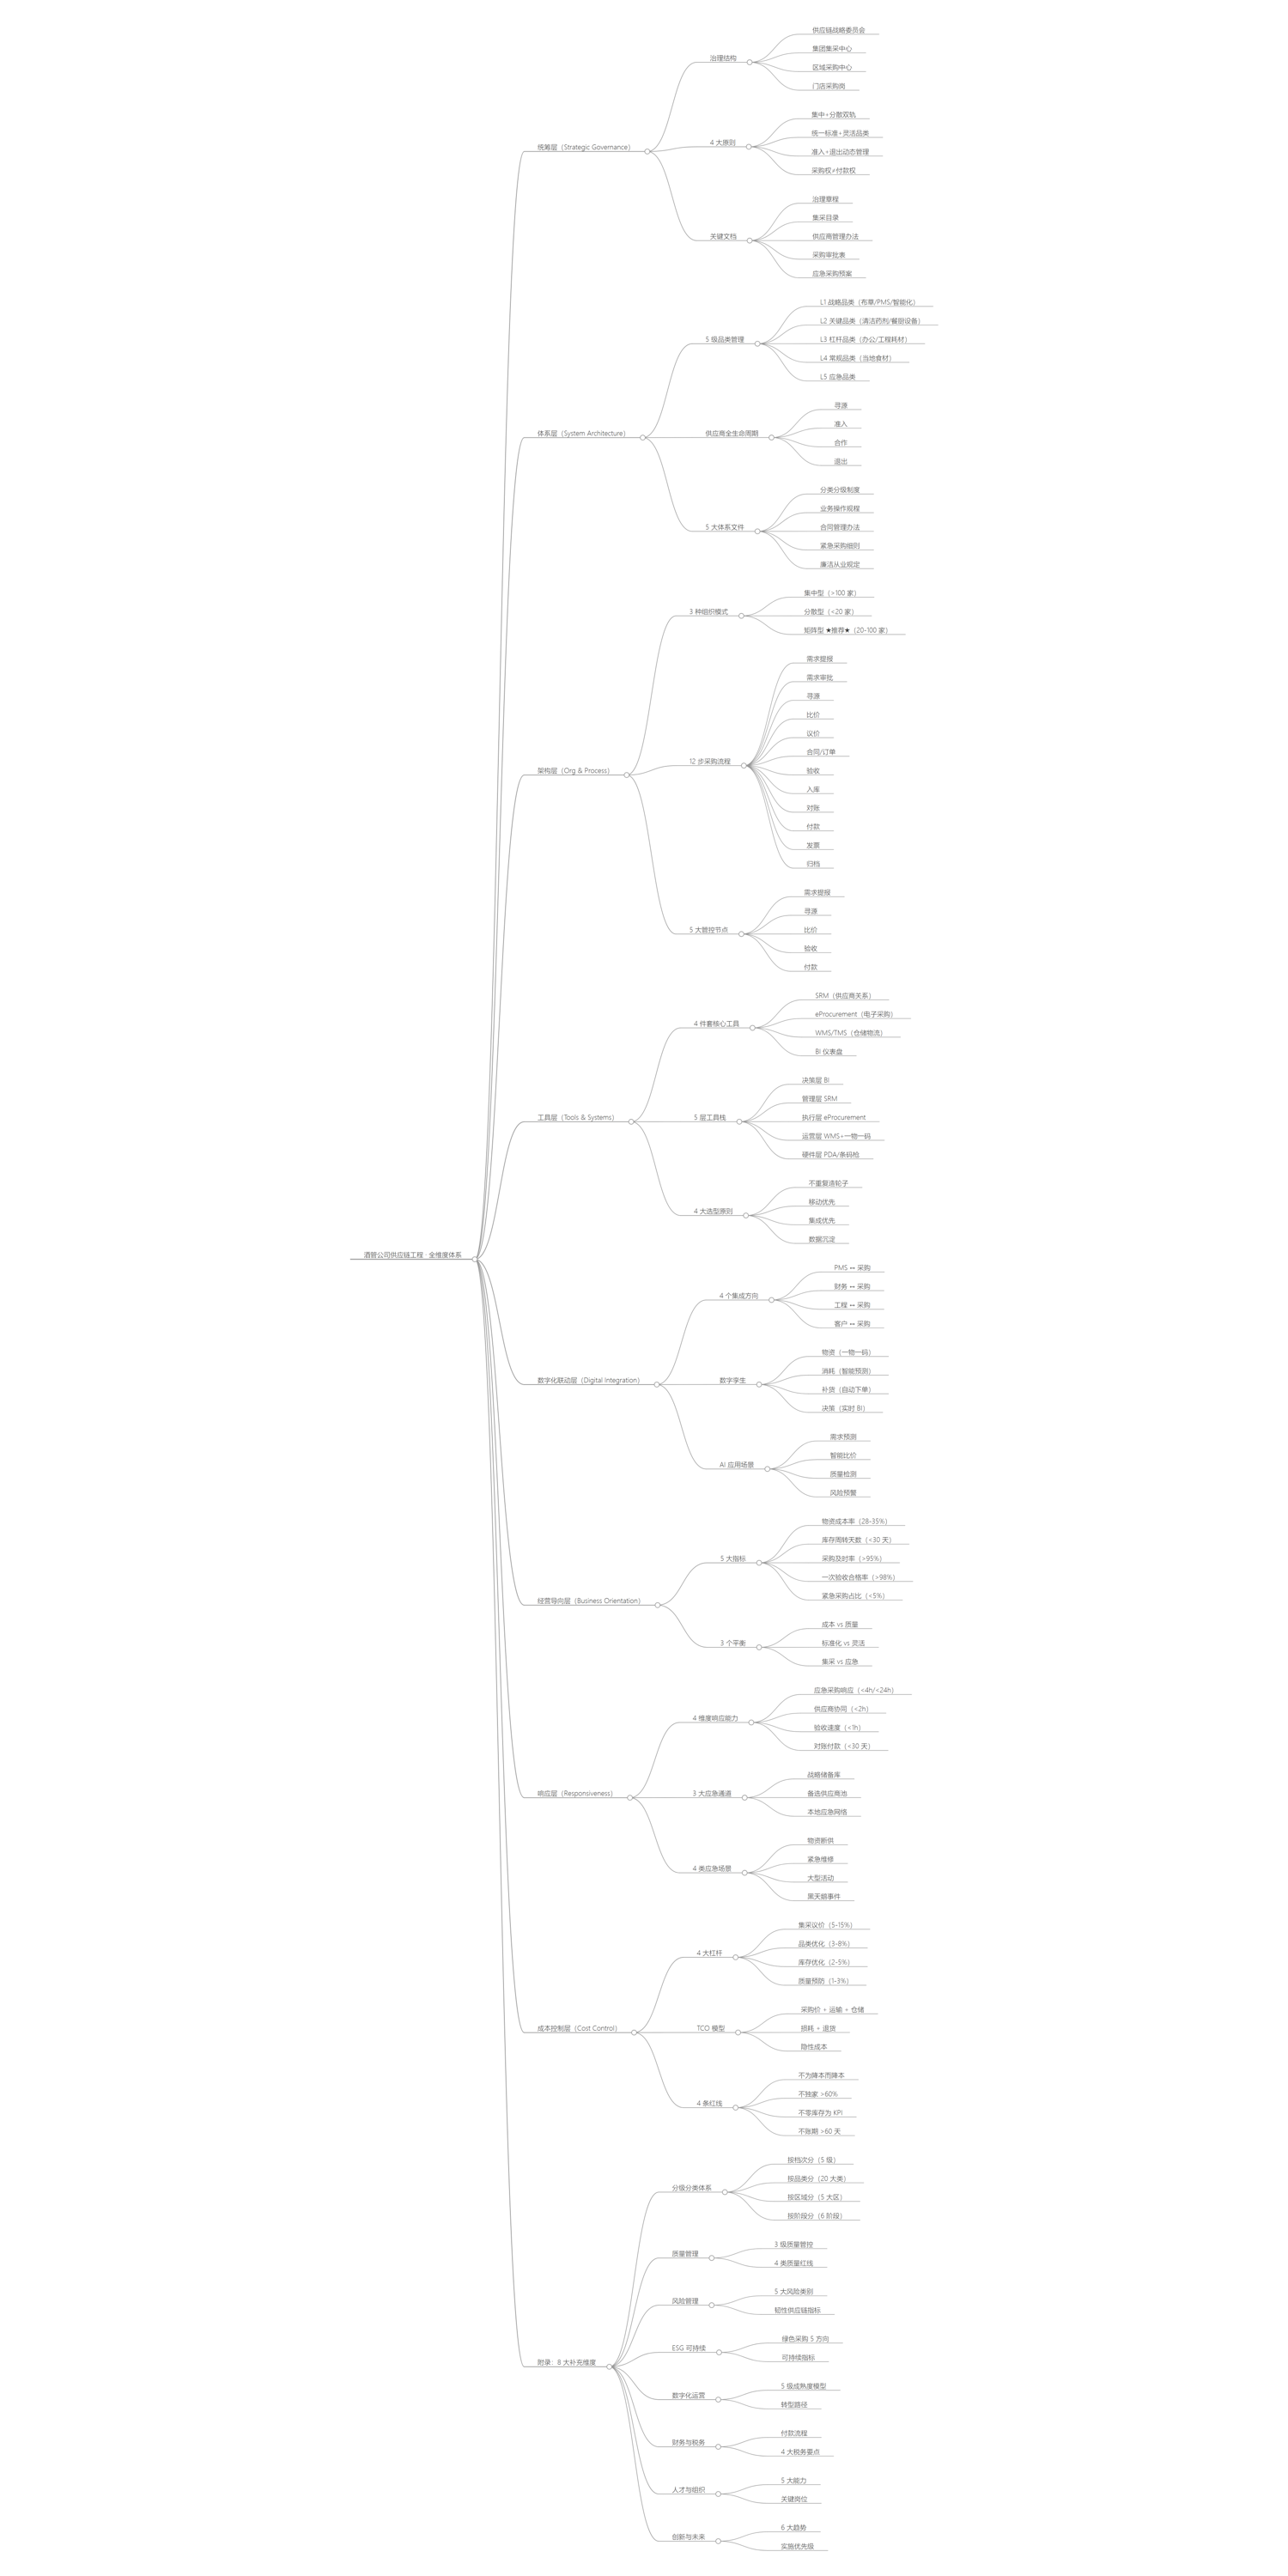 酒管公司供应链工程 · 全维度体系
统筹层（Strategic Governance）
治理结构
供应链战略委员会
集团集采中心
区域采购中心
门店采购岗
4 大原则
集中+分散双轨
统一标准+灵活品类
准入+退出动态管理
采购权≠付款权
关键文档
治理章程
集采目录
供应商管理办法
采购审批表
应急采购预案
体系层（System Architecture）
5 级品类管理
L1 战略品类（布草/PMS/智能化）
L2 关键品类（清洁药剂/餐厨设备）
L3 杠杆品类（办公/工程耗材）
L4 常规品类（当地食材）
L5 应急品类
供应商全生命周期
寻源
准入
合作
退出
5 大体系文件
分类分级制度
业务操作规程
合同管理办法
紧急采购细则
廉洁从业规定
架构层（Org & Process）
3 种组织模式
集中型（>100 家）
分散型（<20 家）
矩阵型 ★推荐★（20-100 家）
12 步采购流程
需求提报
需求审批
寻源
比价
议价
合同/订单
验收
入库
对账
付款
发票
归档
5 大管控节点
需求提报
寻源
比价
验收
付款
工具层（Tools & Systems）
4 件套核心工具
SRM（供应商关系）
eProcurement（电子采购）
WMS/TMS（仓储物流）
BI 仪表盘
5 层工具栈
决策层 BI
管理层 SRM
执行层 eProcurement
运营层 WMS+一物一码
硬件层 PDA/条码枪
4 大选型原则
不重复造轮子
移动优先
集成优先
数据沉淀
数字化联动层（Digital Integration）
4 个集成方向
PMS ↔ 采购
财务 ↔ 采购
工程 ↔ 采购
客户 ↔ 采购
数字孪生
物资（一物一码）
消耗（智能预测）
补货（自动下单）
决策（实时 BI）
AI 应用场景
需求预测
智能比价
质量检测
风险预警
经营导向层（Business Orientation）
5 大指标
物资成本率（28-35%）
库存周转天数（<30 天）
采购及时率（>95%）
一次验收合格率（>98%）
紧急采购占比（<5%）
3 个平衡
成本 vs 质量
标准化 vs 灵活
集采 vs 应急
响应层（Responsiveness）
4 维度响应能力
应急采购响应（<4h/<24h）
供应商协同（<2h）
验收速度（<1h）
对账付款（<30 天）
3 大应急通道
战略储备库
备选供应商池
本地应急网络
4 类应急场景
物资断供
紧急维修
大型活动
黑天鹅事件
成本控制层（Cost Control）
4 大杠杆
集采议价（5-15%）
品类优化（3-8%）
库存优化（2-5%）
质量预防（1-3%）
TCO 模型
采购价 + 运输 + 仓储
损耗 + 退货
隐性成本
4 条红线
不为降本而降本
不独家 >60%
不零库存为 KPI
不账期 >60 天
附录：8 大补充维度
分级分类体系
按档次分（5 级）
按品类分（20 大类）
按区域分（5 大区）
按阶段分（6 阶段）
质量管理
3 级质量管控
4 类质量红线
风险管理
5 大风险类别
韧性供应链指标
ESG 可持续
绿色采购 5 方向
可持续指标
数字化运营
5 级成熟度模型
转型路径
财务与税务
付款流程
4 大税务要点
人才与组织
5 大能力
关键岗位
创新与未来
6 大趋势
实施优先级